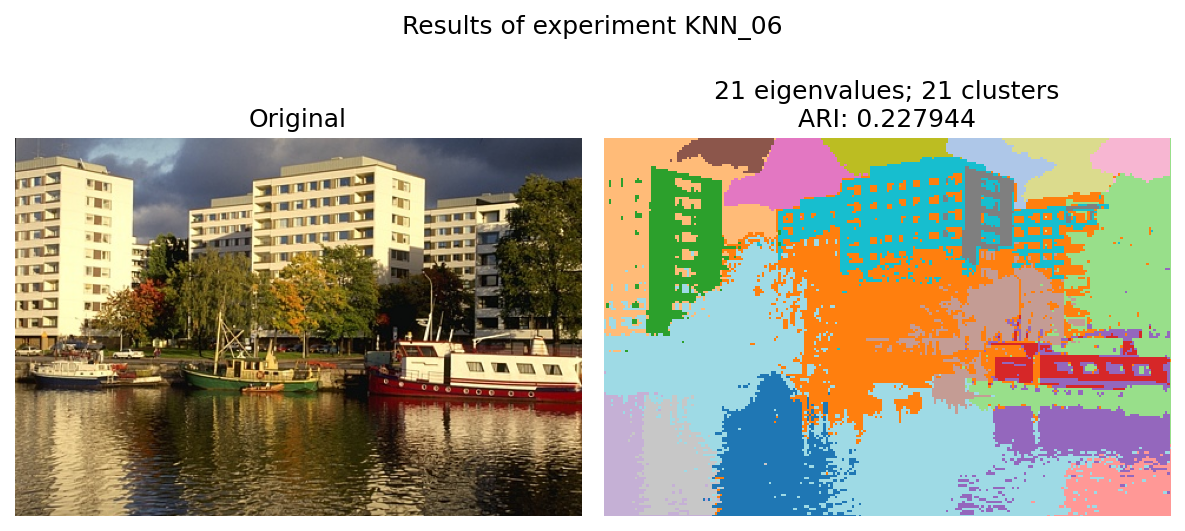 Results of experiment KNN_06
Original
21 eigenvalues; 21 clusters
ARI: 0.227944